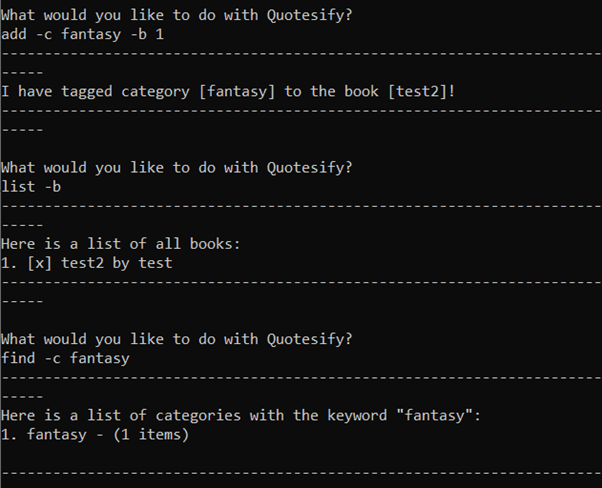 What would you like to do with Quotesify?
add -c fantasy -b 1
----------------------------------------------------------------------
-----
I have tagged category [fantasy] to the book [test2]!
----------------------------------------------------------------------
-----
What would you like to do with Quotesify?
list -b
----------------------------------------------------------------------
-----
Here is a list of all books:
1. [x] test2 by test
----------------------------------------------------------------------
-----
What would you like to do with Quotesify?
find -c fantasy
----------------------------------------------------------------------
-----
Here is a list of categories with the keyword "fantasy":
1. fantasy - (1 items)
----------------------------------------------------------------------